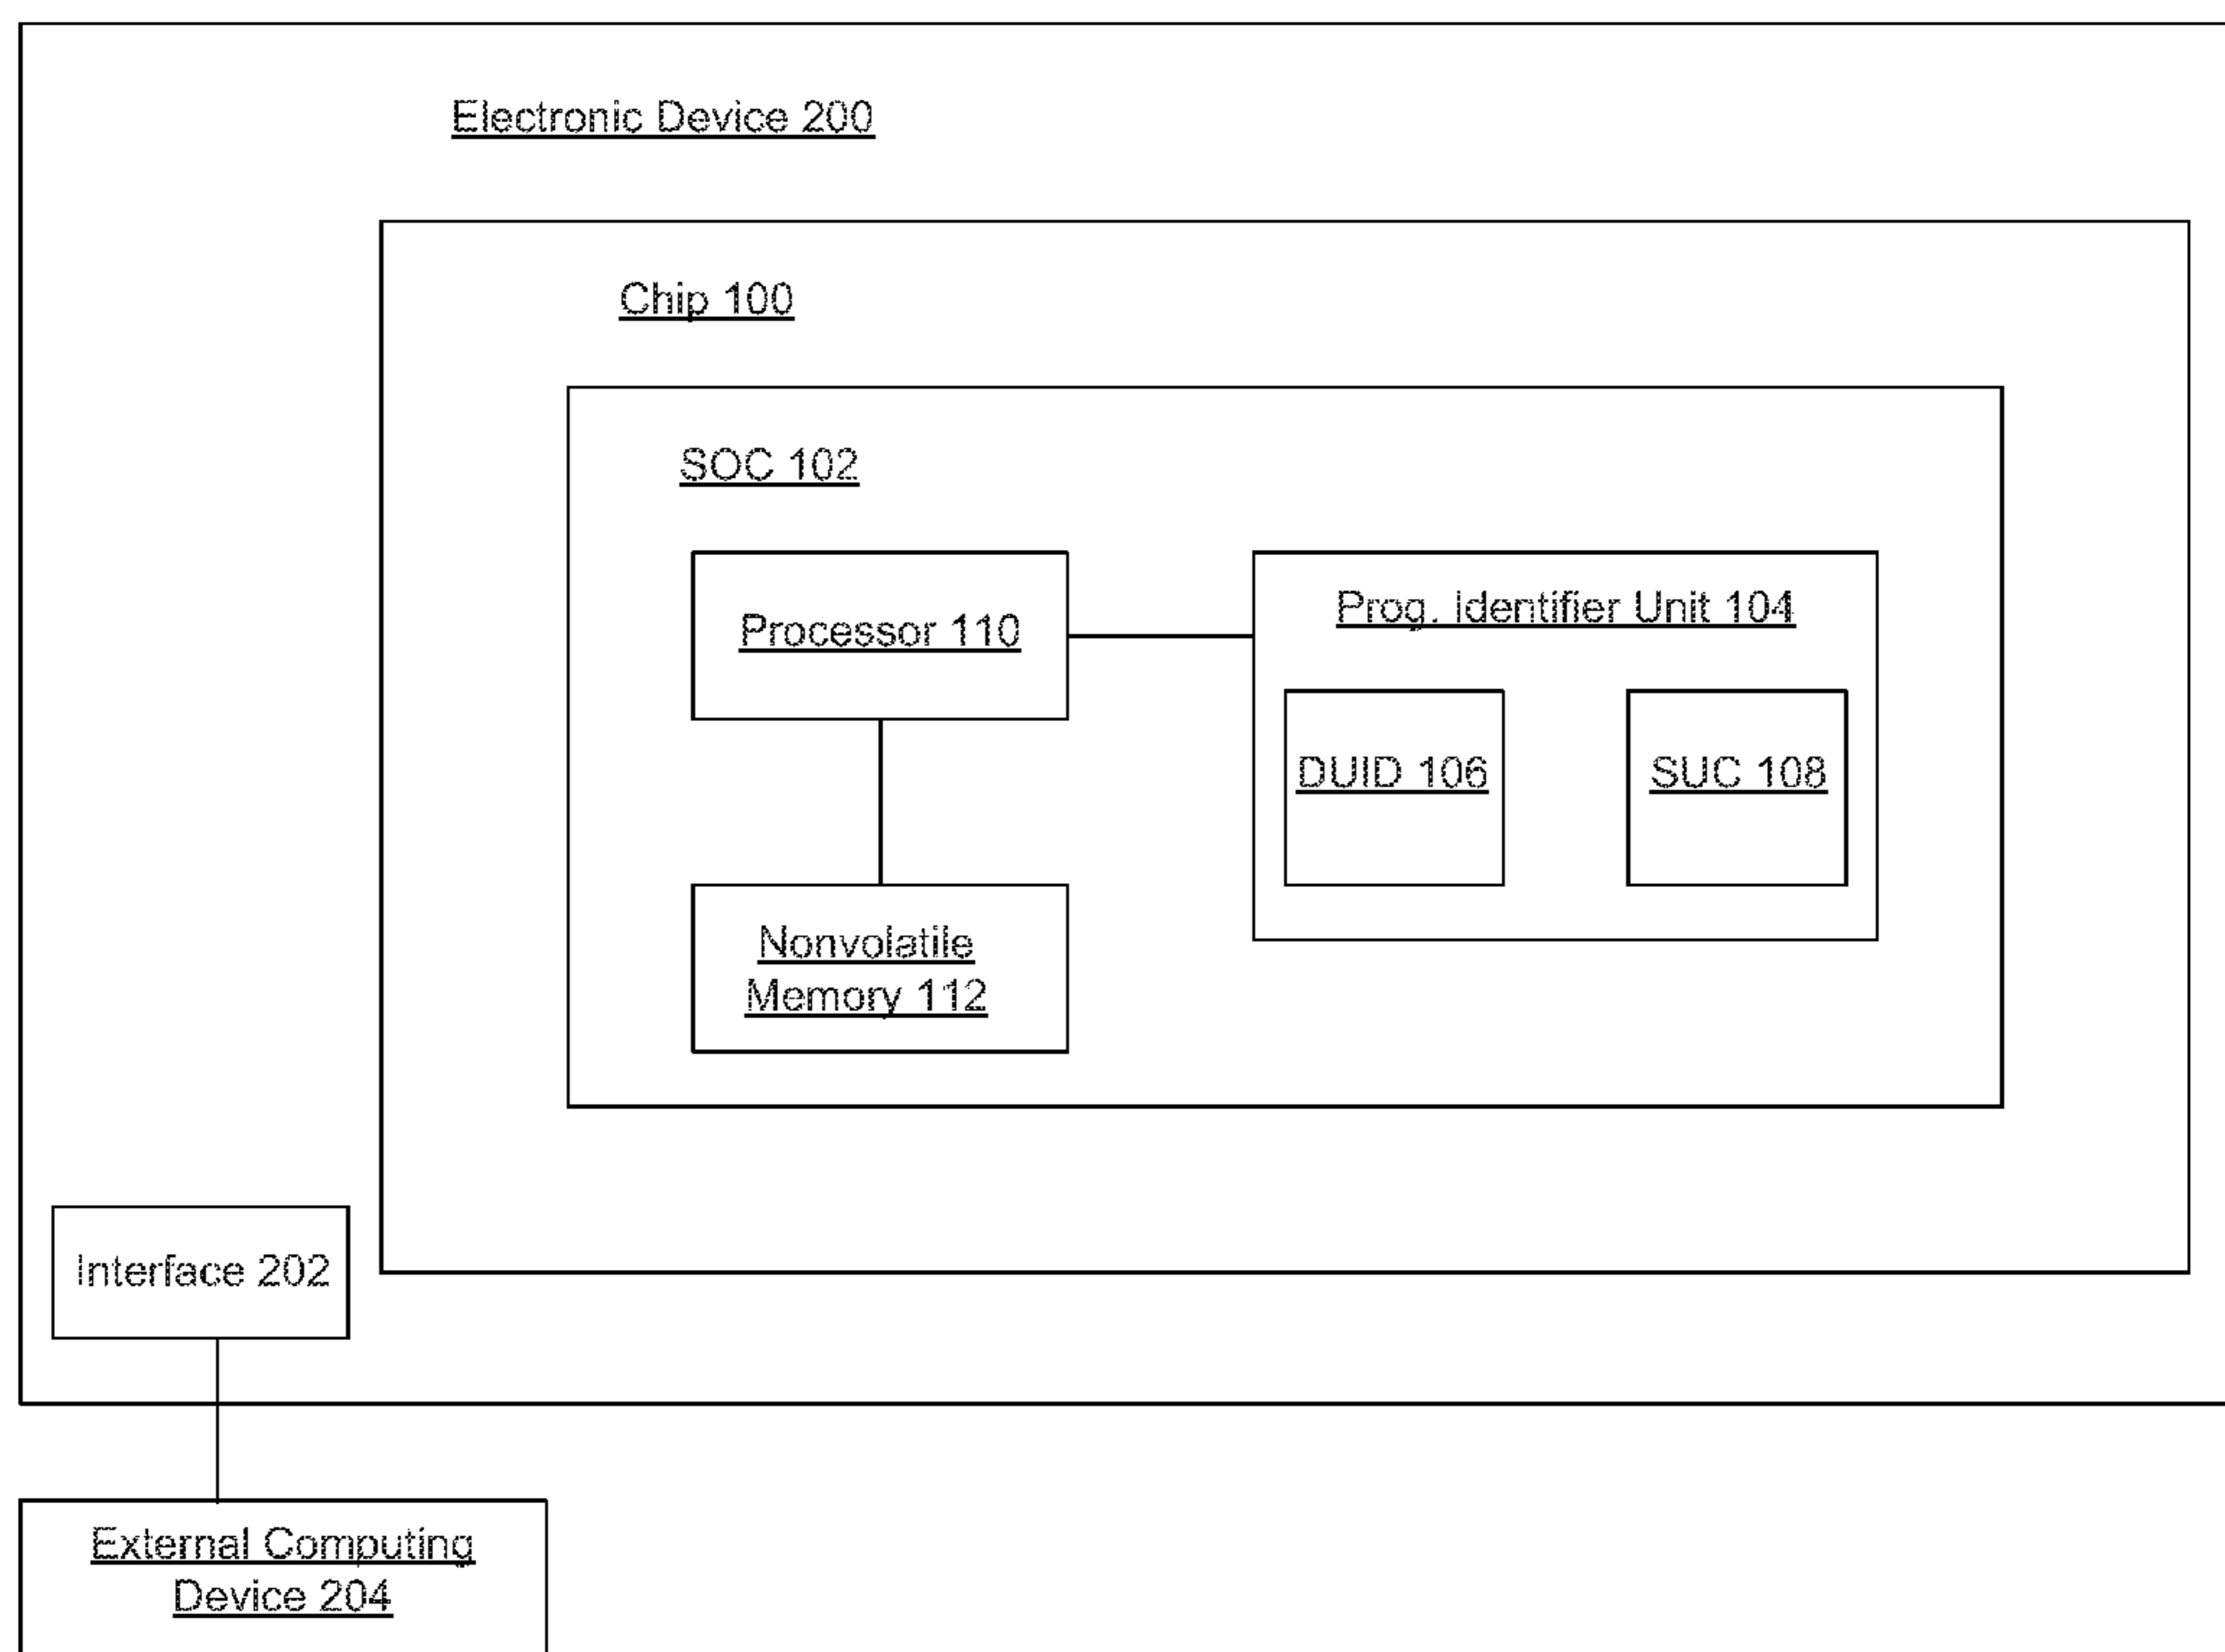 Electronic Device 200
Chip 100
SOC 102
Processor 110
Prog. Identifier Unit 104
DUID 106
SUC 108
Nonvolatile
Memory 112
Interface 202
External Computing
Device 204